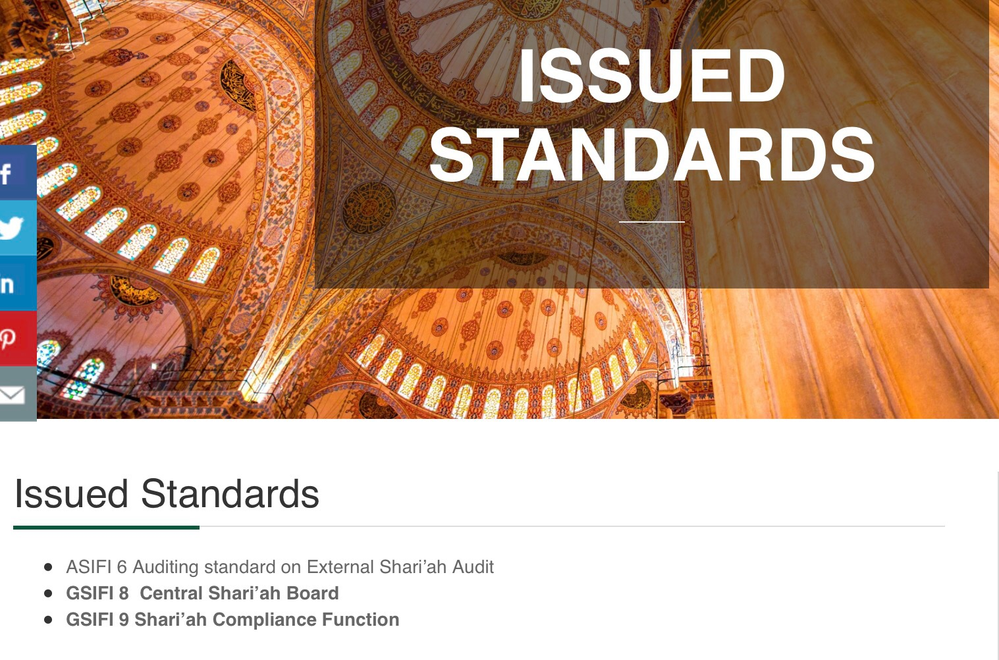 ISSUED
STANDARDS
f
in
Issued Standards
ASIFI 6 Auditing standard on External Shari’ah Audit
GSIFI 8  Central Shari’ah Board
GSIFI 9 Shari’ah Compliance Function